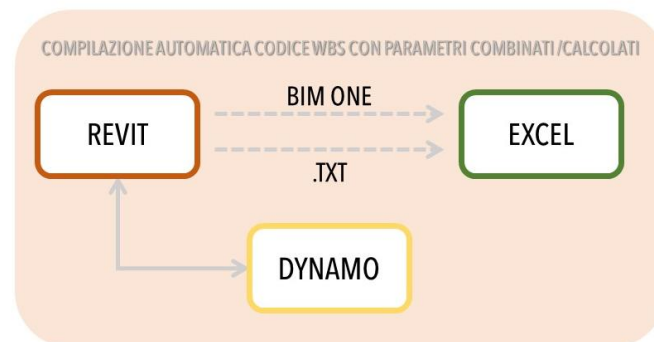 COMPILAZIONE AUTOMATICA CODICE WBS CON PARAMETRI COMBINATI /CALCOLATI
BIM ONE
REVIT
EXCEL
.TXT
DYNAMO